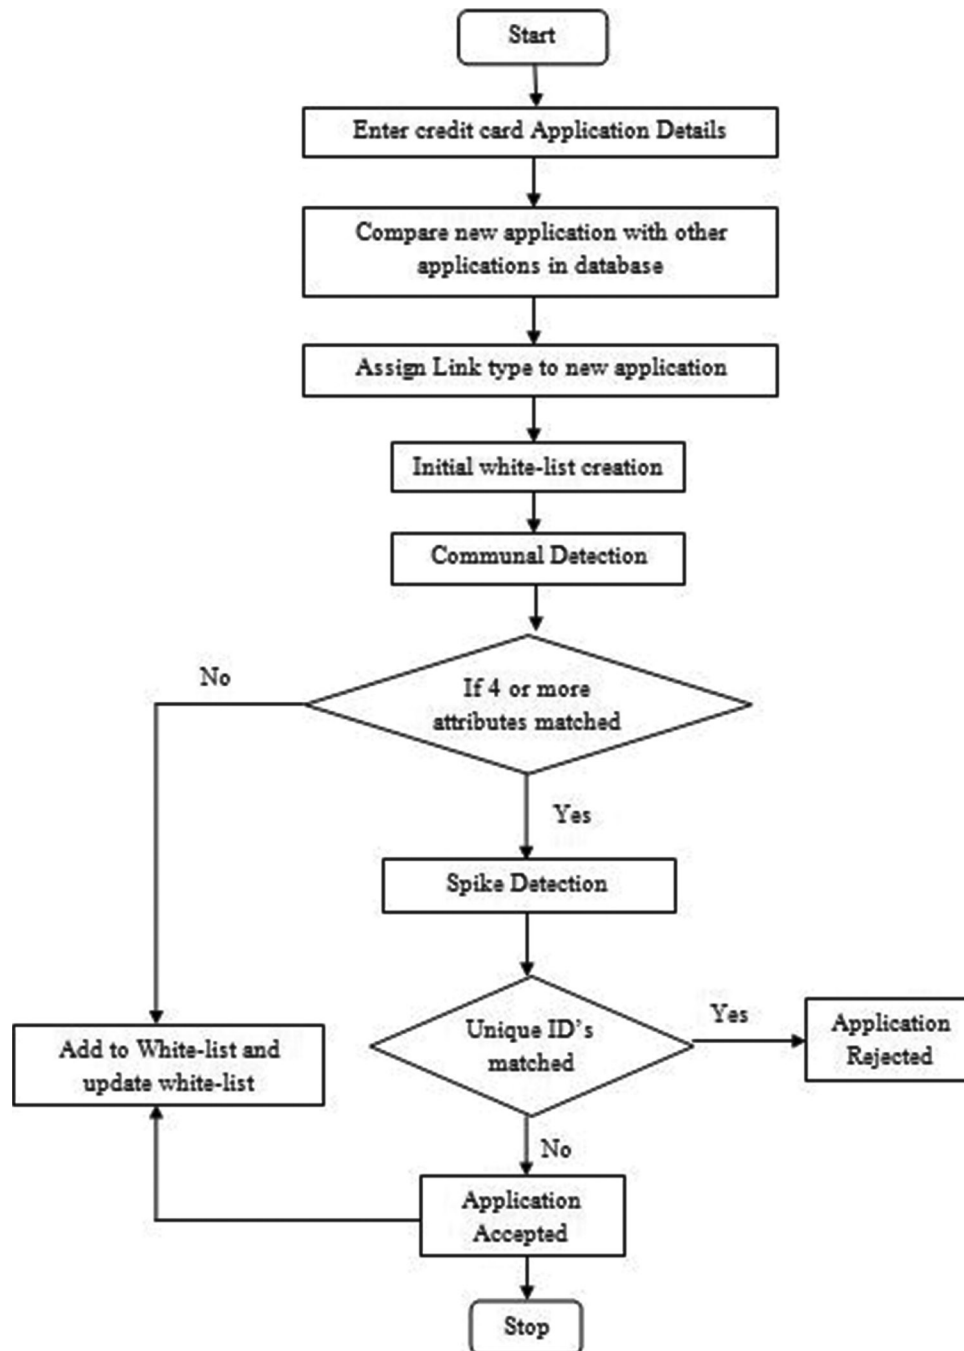 Start
Enter credit card Application Details
Compare new application with other
applications in database
Assign Link type to new application
Initial white-list creation
Communal Detection
No
If 4 or more
attributes matched
Yes
Spike Detection
Unique ID’s
matched
Yes
Application
Rejected
Add to White-list and
update white-list
No
Application
Accepted
Stop